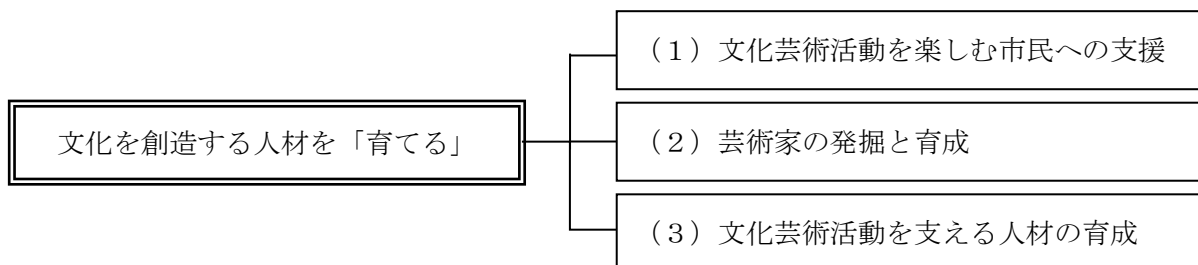 文化を創造する人材を「育てる」
（１）文化芸術活動を楽しむ市民への支援
（２）芸術家の発掘と育成
（３）文化芸術活動を支える人材の育成